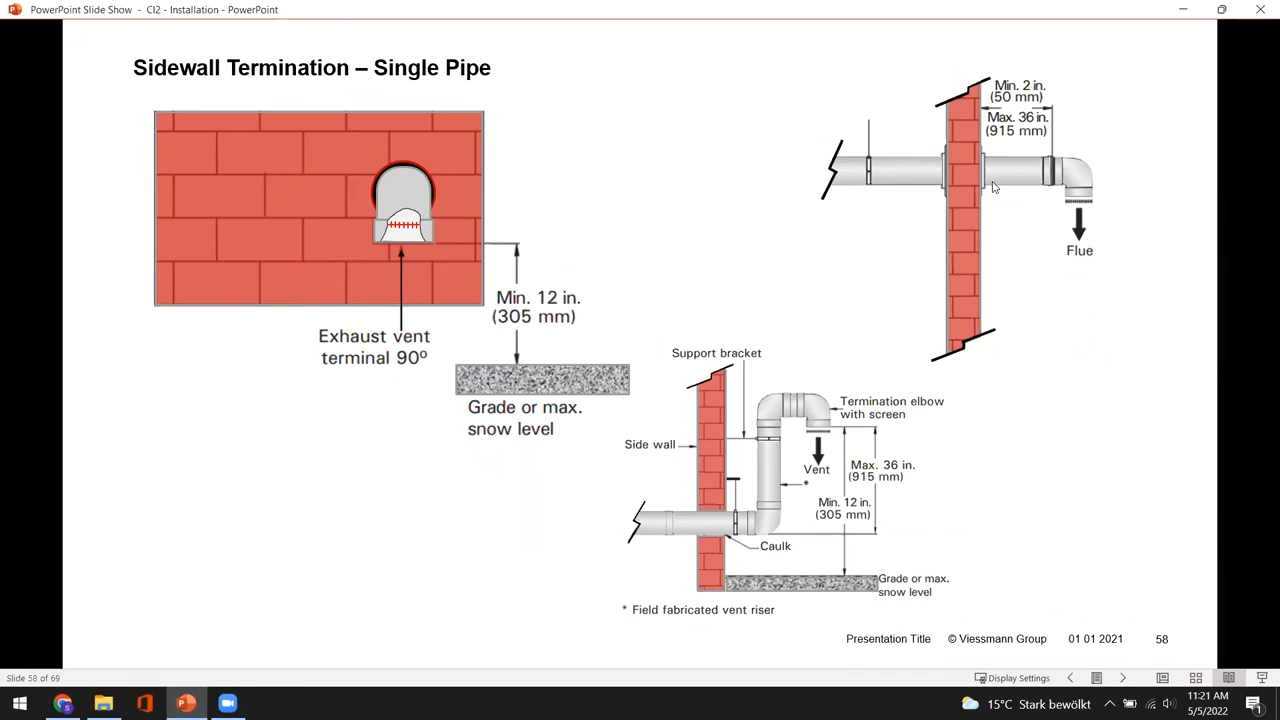 PowerPoint Slide Show - CI2 - Installation - PowerPoint
Sidewall Termination – Single Pipe
Min. 2 in.
(50 mm)
Max. 36 in.
(915 mm)
Flue
Min. 12 in.
(305 mm)
Exhaust vent
terminal 90º
Grade or max.
snow level
Support bracket
Termination elbow
with screen
Side wall
Vent
*
Max. 36 in.
(915 mm)
Min. 12 in.
(305 mm)
Caulk
Grade or max.
snow level
* Field fabricated vent riser
Presentation Title © Viessmann Group 01 01 2021 58
Slide 58 of 69
Display Settings
15°C Stark bewölkt
11:21 AM
5/5/2022
1